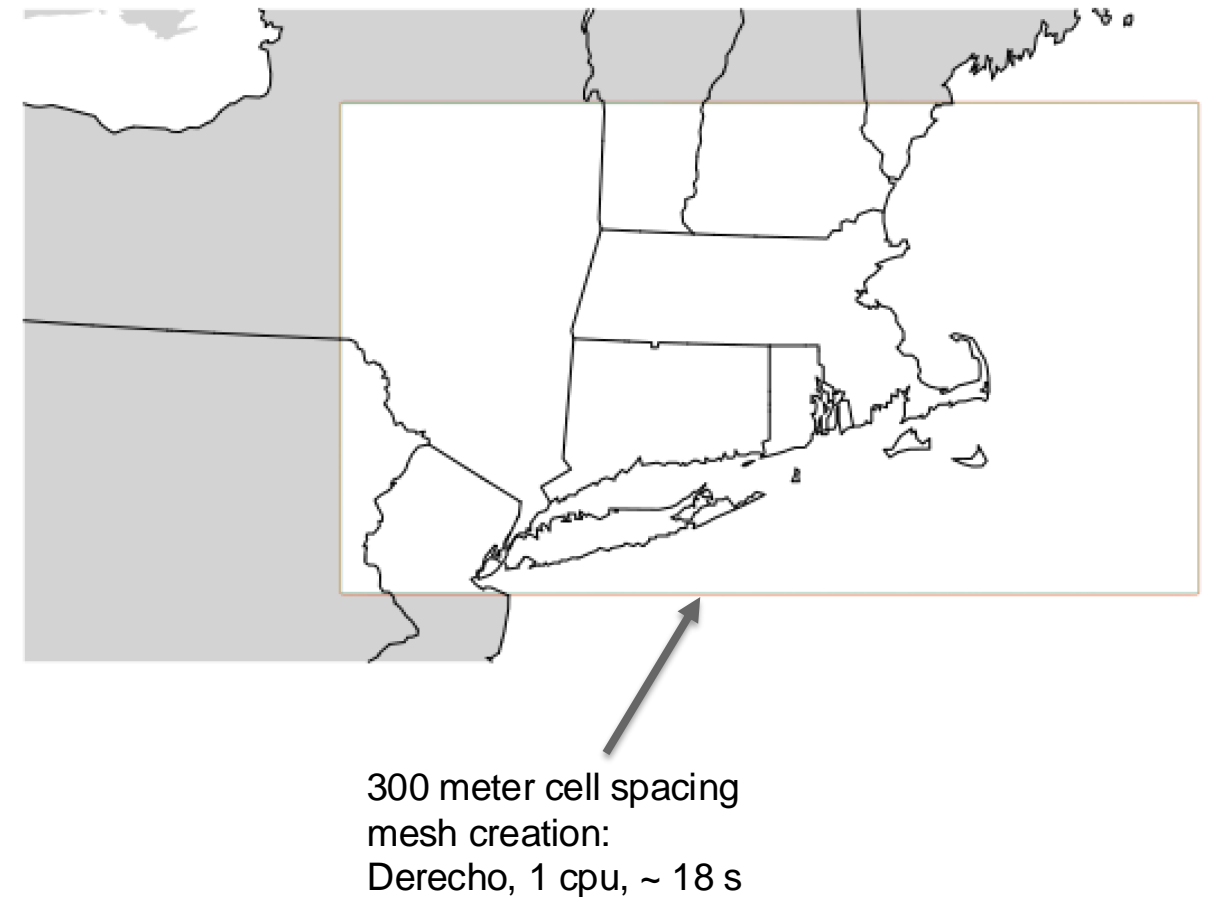 300 meter cell spacing
mesh creation:
Derecho, 1 cpu, ~ 18 s